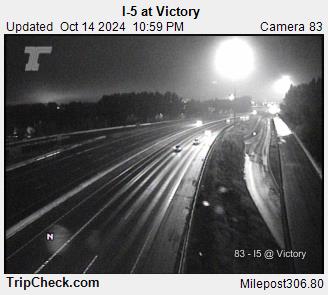 I-5 at Victory
Updated Oct 14 2024 10:59 PM Camera 83
T
N
83 - I5 @ Victory
TripCheck.com Milepost306.80